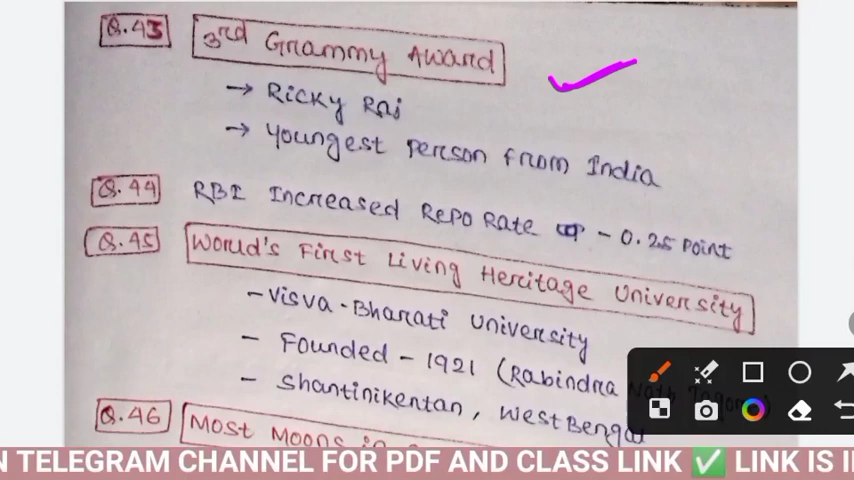 Q.43 3rd Grammy Award
→ Ricky Raj
→ Youngest Person from India
Q.44 RBI Increased Repo Rate - 0.25 Point
Q.45 World's First Living Heritage University
- Visva-Bharati University
- Founded - 1921 (Rabindra
- Shantinikentan, West Bengal
Q.46 Most Moons in
N TELEGRAM CHANNEL FOR PDF AND CLASS LINK ✅ LINK IS I